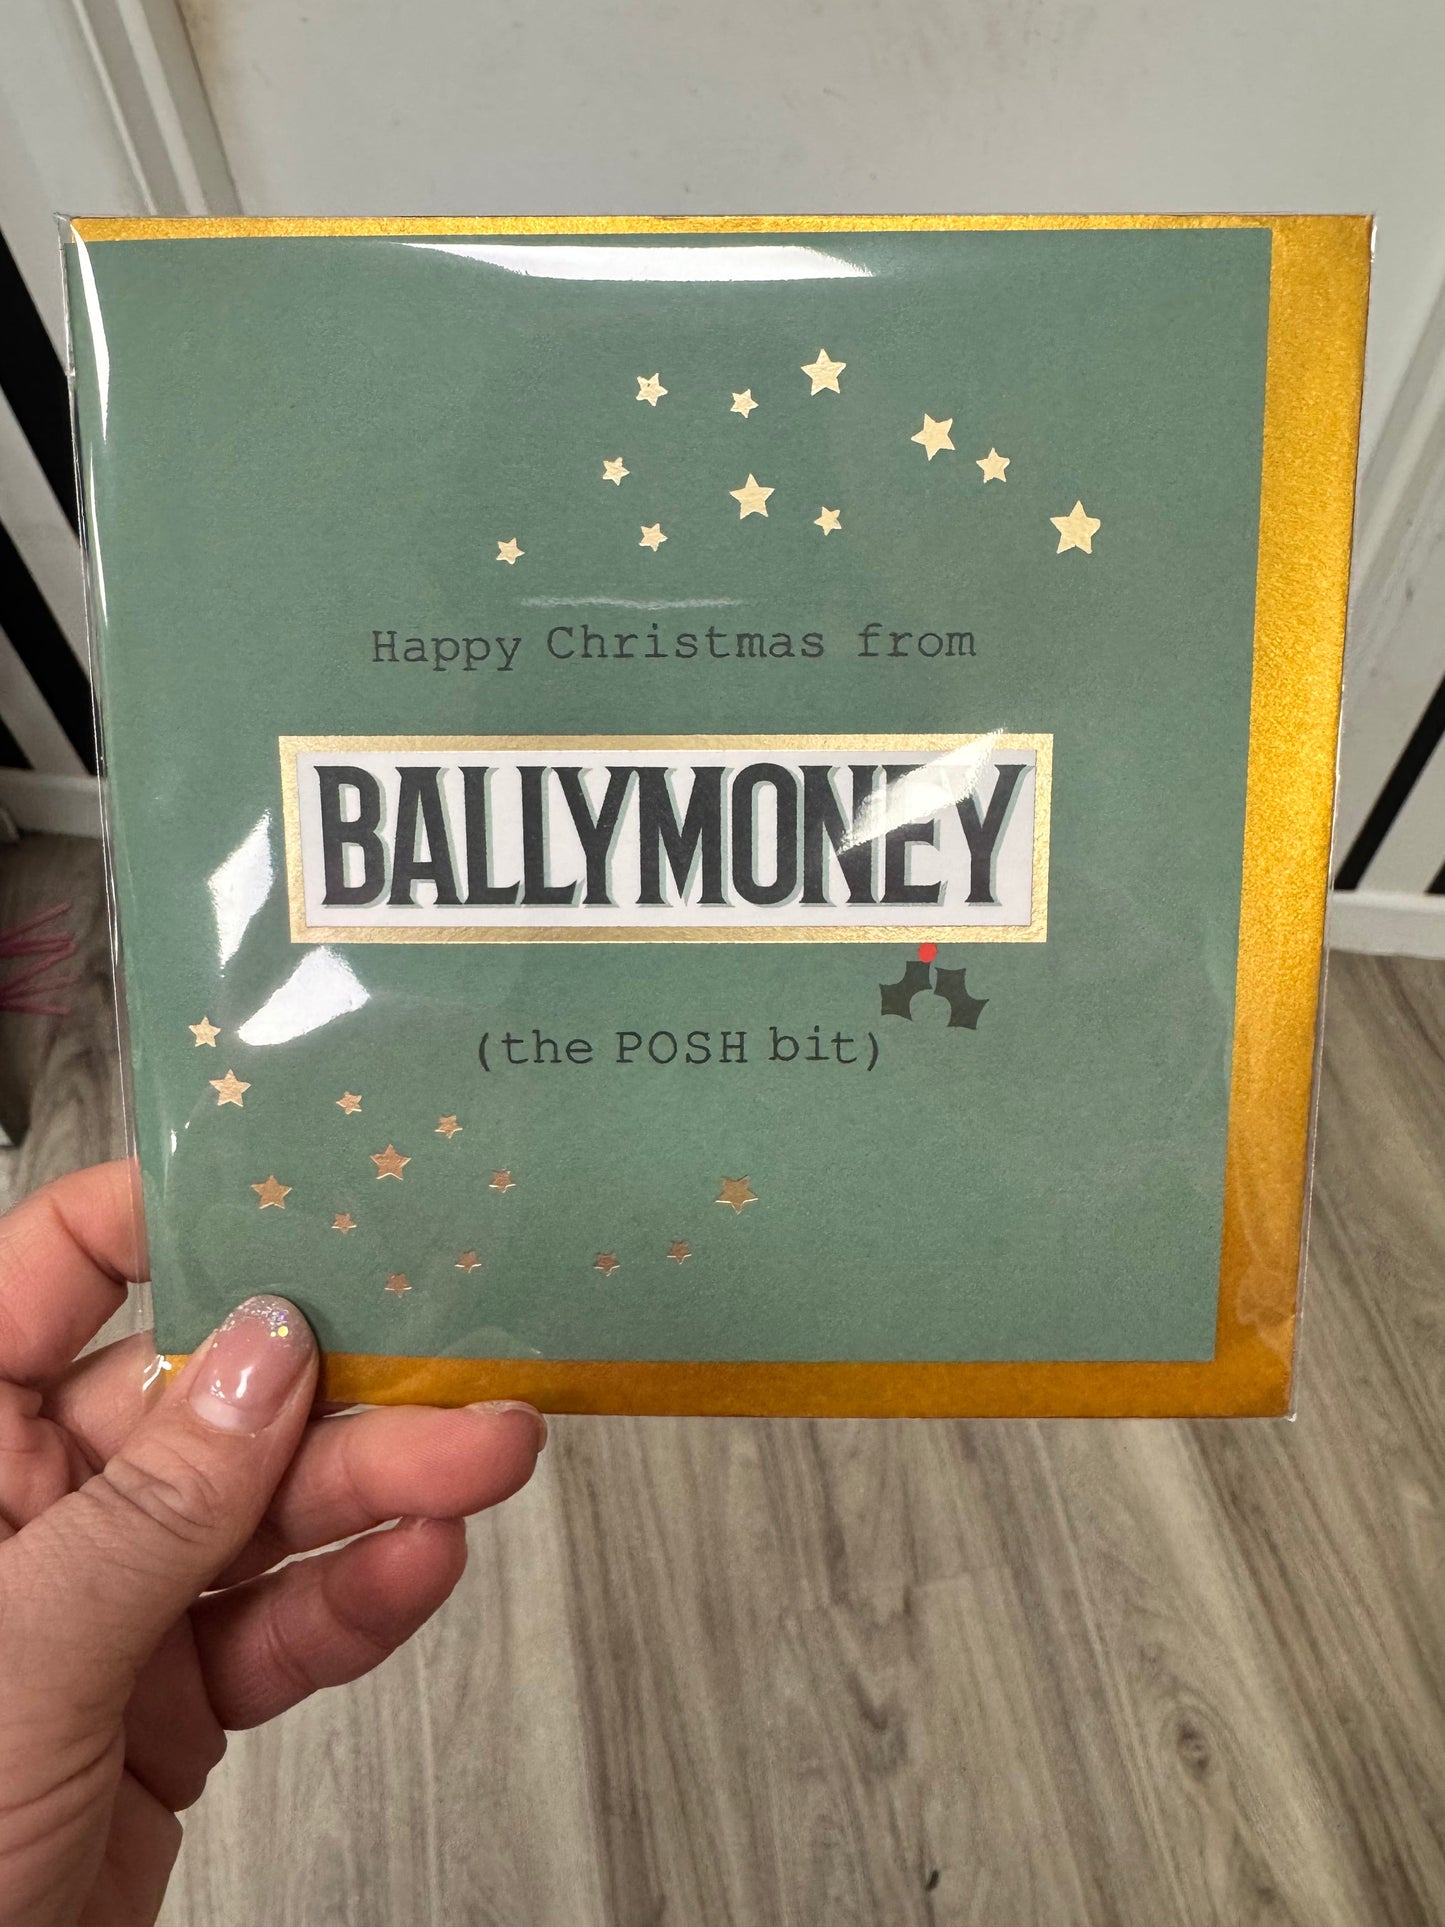 Happy Christmas from
BALLYMONEY
(the POSH bit)